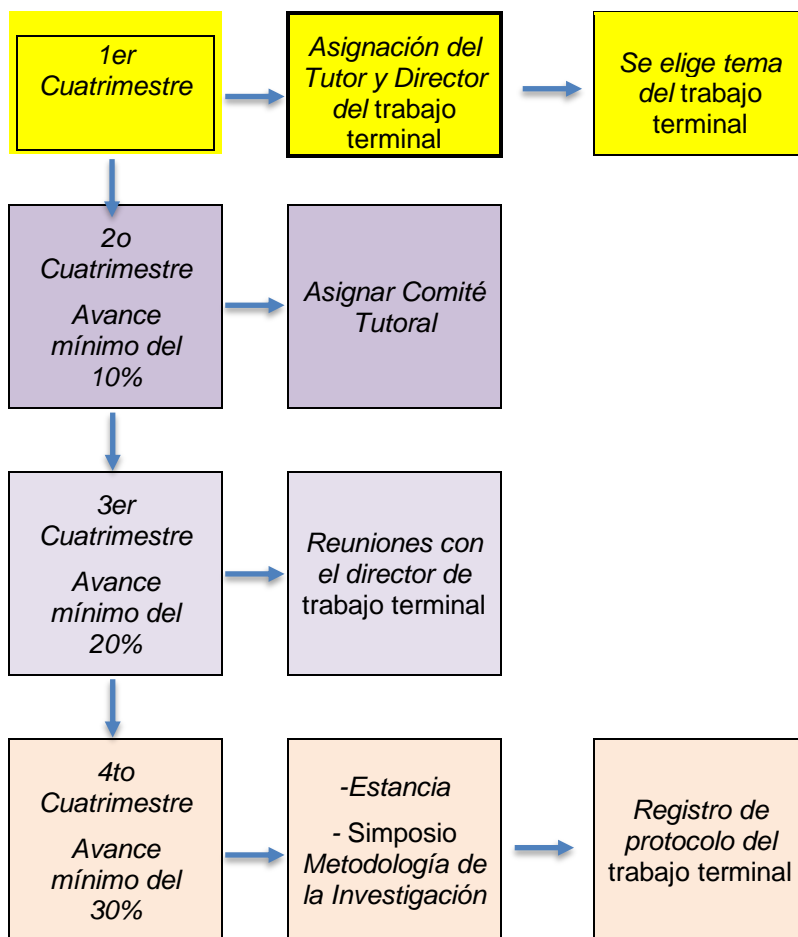 1er
Cuatrimestre
Asignación del
Tutor y Director
del trabajo
terminal
Se elige tema
del trabajo
terminal
2o
Cuatrimestre
Avance
mínimo del
10%
Asignar Comité
Tutoral
3er
Cuatrimestre
Avance
mínimo del
20%
Reuniones con
el director de
trabajo terminal
4to
Cuatrimestre
Avance
mínimo del
30%
-Estancia
- Simposio
Metodología de
la Investigación
Registro de
protocolo del
trabajo terminal